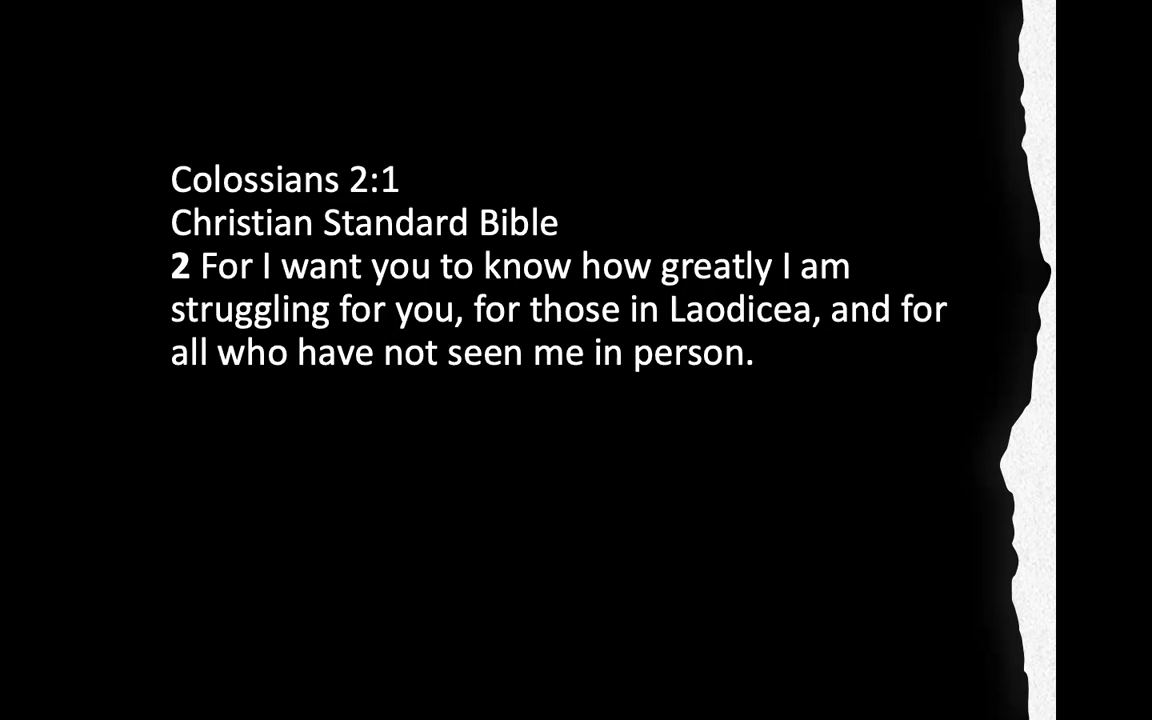 Colossians 2:1
Christian Standard Bible
2 For I want you to know how greatly I am
struggling for you, for those in Laodicea, and for
all who have not seen me in person.